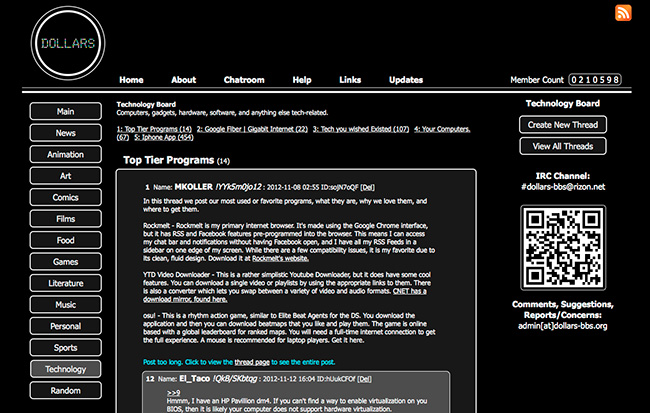 DOLLARS
Home About Chatroom Help Links Updates
Member Count 0210598
Main
News
Animation
Art
Comics
Films
Food
Games
Literature
Music
Personal
Sports
Technology
Random
Technology Board
Computers, gadgets, hardware, software, and anything else tech-related.
1: Top Tier Programs (14) 2: Google Fiber | Gigabit Internet (22) 3: Tech you wished Existed (107) 4: Your Computers.
(67) 5: Iphone App (454)
Top Tier Programs (14)
1 Name: MKOLLER !YYk5m0jo12 : 2012-11-08 02:55 ID:sojN7oQF [Del]
In this thread we post our most used or favorite programs, what they are, why we love them, and
where to get them.
Rockmelt - Rockmelt is my primary internet browser. It's made using the Google Chrome interface,
but it has RSS and Facebook features pre-programmed into the browser. This means I can access
my chat bar and notifications without having Facebook open, and I have all my RSS Feeds in a
sidebar on one edge of my screen. While there are a few compatibility issues, it is my favorite due to
its clean, fluid design. Download it at Rockmelt's website.
YTD Video Downloader - This is a rather simplistic Youtube Downloader, but it does have some cool
features. You can download a single video or playlists by using the appropriate links to them. There
is also a converter which lets you swap between a variety of video and audio formats. CNET has a
download mirror, found here.
osu! - This is a rhythm action game, similar to Elite Beat Agents for the DS. You download the
application and then you can download beatmaps that you like and play them. The game is online
based with a global leaderboard for ranked maps. You will need a full-time internet connection to get
the full experience. A mouse is recommended for laptop players. Get it here.
Post too long. Click to view the thread page to see the entire post.
12 Name: El_Taco !QkB/SKbtqg : 2012-11-12 16:04 ID:hUukCFOf [Del]
>>9
Hmmm, I have an HP Pavillion dm4. If you can't find a way to enable virtualization on
you BIOS, then it is likely your computer does not support hardware virtualization.
Technology Board
Create New Thread
View All Threads
IRC Channel:
#dollars-bbs@rizon.net
Comments, Suggestions,
Reports/Concerns:
admin[at]dollars-bbs.org